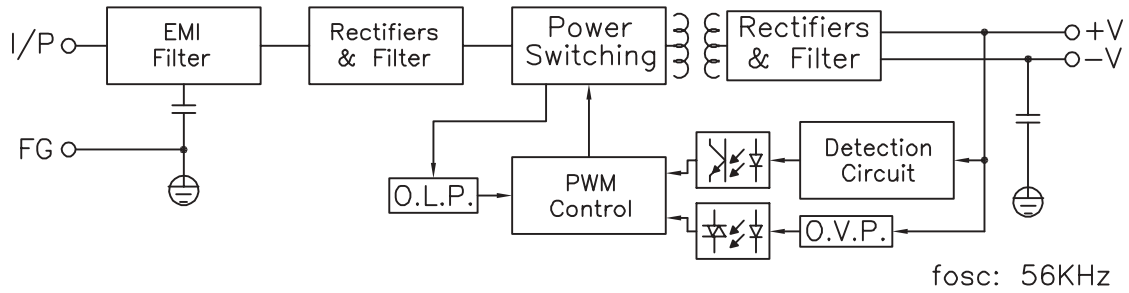 I/P
EMI
Filter
Rectifiers
& Filter
Power
Switching
Rectifiers
& Filter
+V
-V
FG
O.L.P.
PWM
Control
Detection
Circuit
O.V.P.
fosc: 56KHz